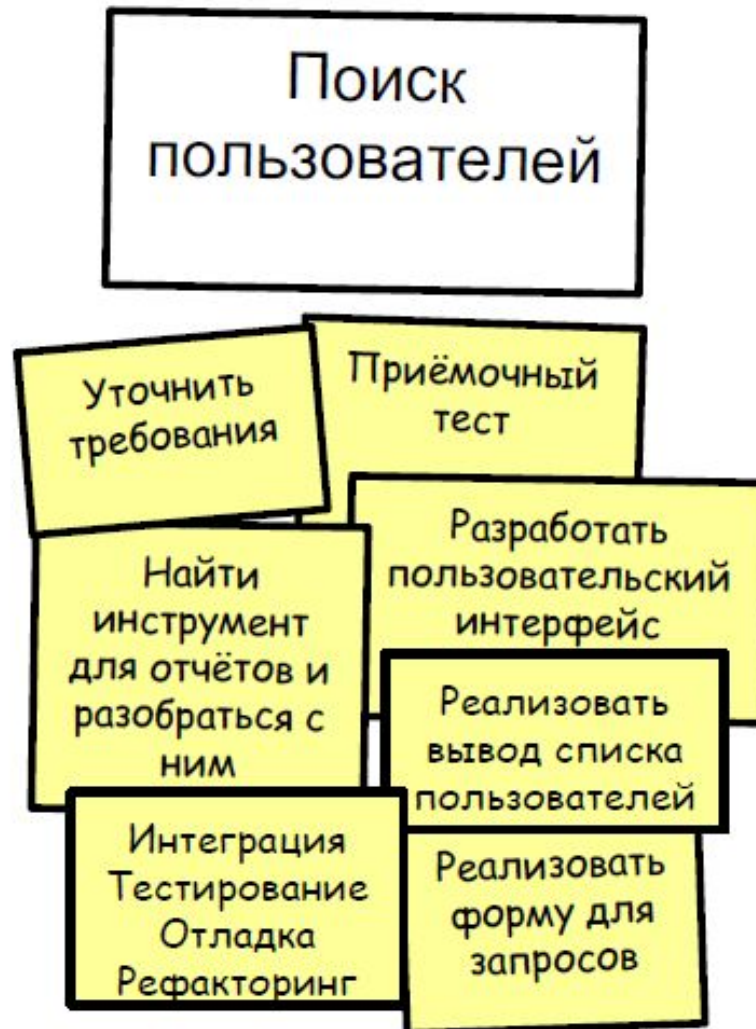 Поиск
пользователей
Уточнить
требования
Приёмочный
тест
Найти
инструмент
для отчётов и
разобраться с
ним
Разработать
пользовательский
интерфейс
Реализовать
вывод списка
пользователей
Интеграция
Тестирование
Отладка
Рефакторинг
Реализовать
форму для
запросов